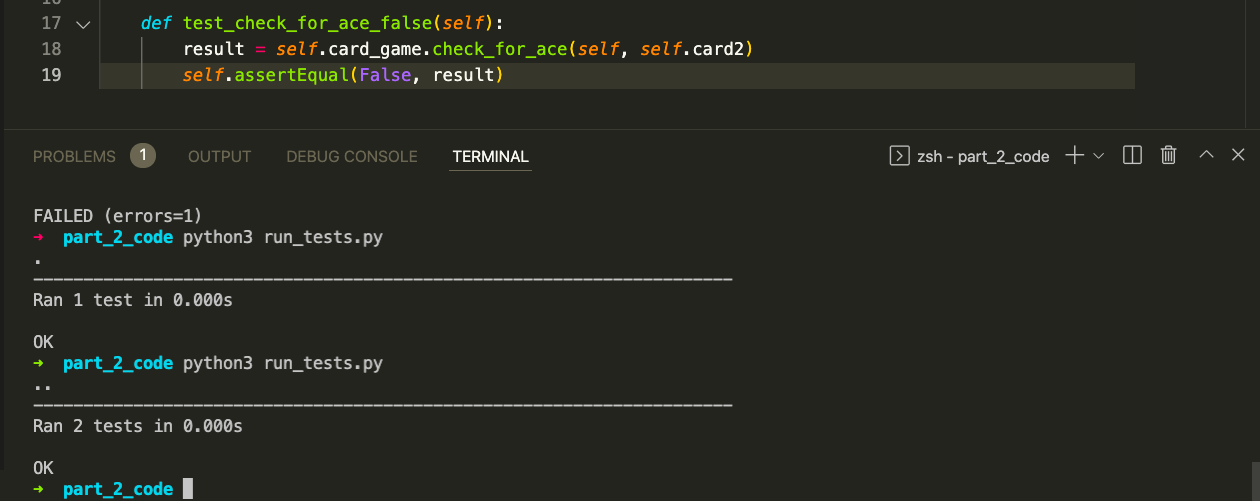 17 def test_check_for_ace_false(self):
18 result = self.card_game.check_for_ace(self, self.card2)
19 self.assertEqual(False, result)
PROBLEMS 1 OUTPUT DEBUG CONSOLE TERMINAL zsh - part_2_code
FAILED (errors=1)
→ part_2_code python3 run_tests.py
.
----------------------------------------------------------------------
Ran 1 test in 0.000s
OK
→ part_2_code python3 run_tests.py
..
----------------------------------------------------------------------
Ran 2 tests in 0.000s
OK
→ part_2_code